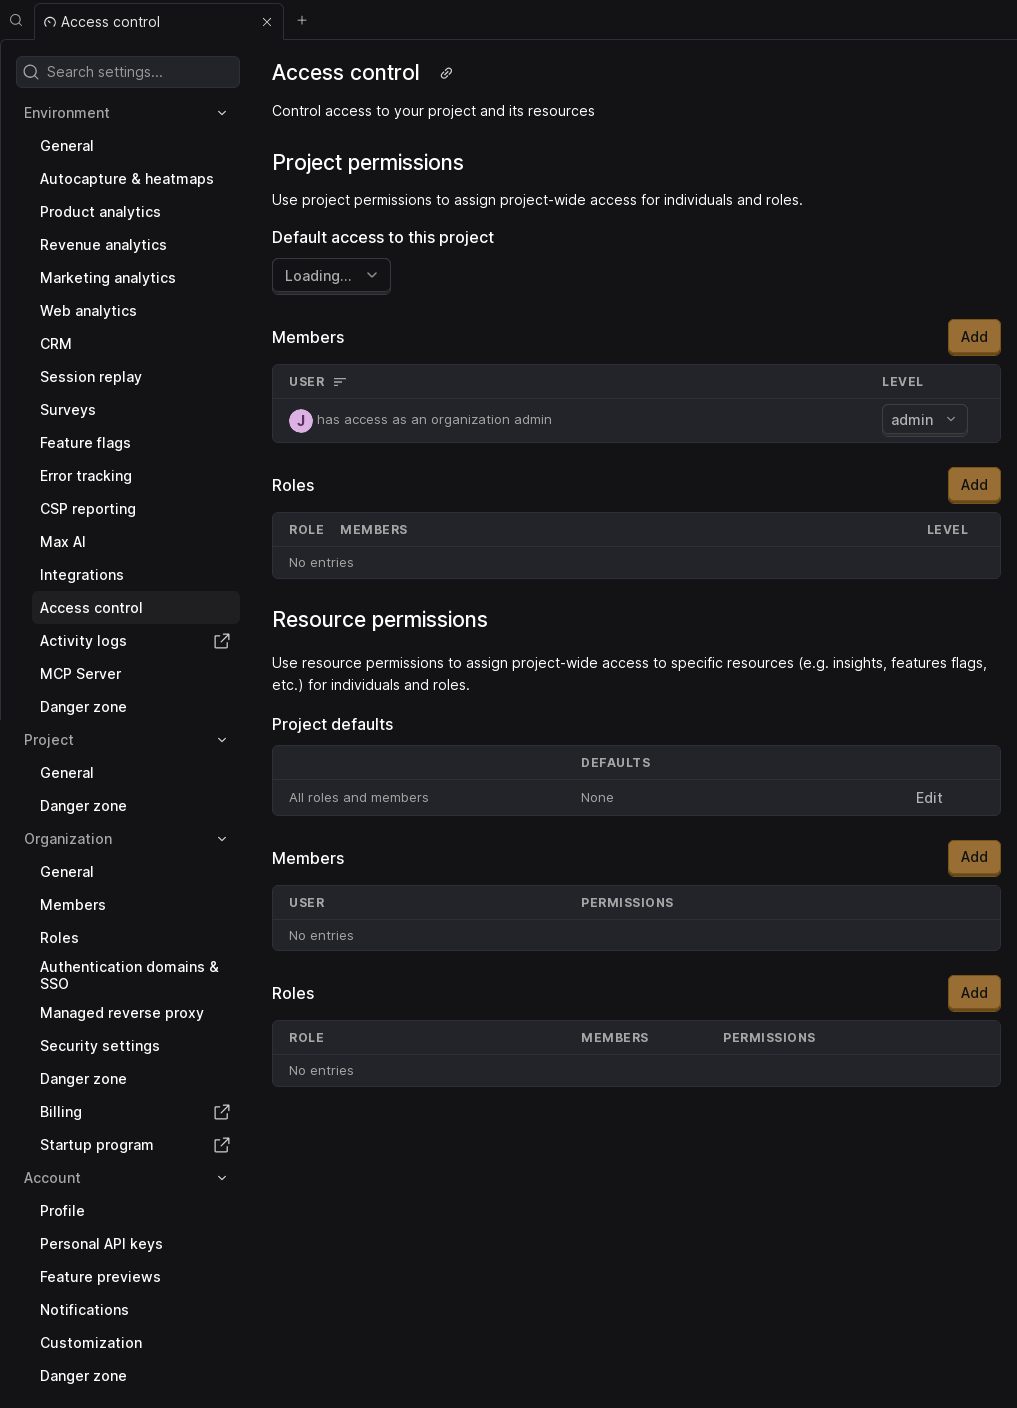 Access control
Search settings...
Environment
General
Autocapture & heatmaps
Product analytics
Revenue analytics
Marketing analytics
Web analytics
CRM
Session replay
Surveys
Feature flags
Error tracking
CSP reporting
Max AI
Integrations
Access control
Activity logs
MCP Server
Danger zone
Project
General
Danger zone
Organization
General
Members
Roles
Authentication domains &
SSO
Managed reverse proxy
Security settings
Danger zone
Billing
Startup program
Account
Profile
Personal API keys
Feature previews
Notifications
Customization
Danger zone
Access control
Control access to your project and its resources
Project permissions
Use project permissions to assign project-wide access for individuals and roles.
Default access to this project
Loading...
Members Add
USER LEVEL
J has access as an organization admin admin
Roles Add
ROLE MEMBERS LEVEL
No entries
Resource permissions
Use resource permissions to assign project-wide access to specific resources (e.g. insights, features flags,
etc.) for individuals and roles.
Project defaults
DEFAULTS
All roles and members None Edit
Members Add
USER PERMISSIONS
No entries
Roles Add
ROLE MEMBERS PERMISSIONS
No entries